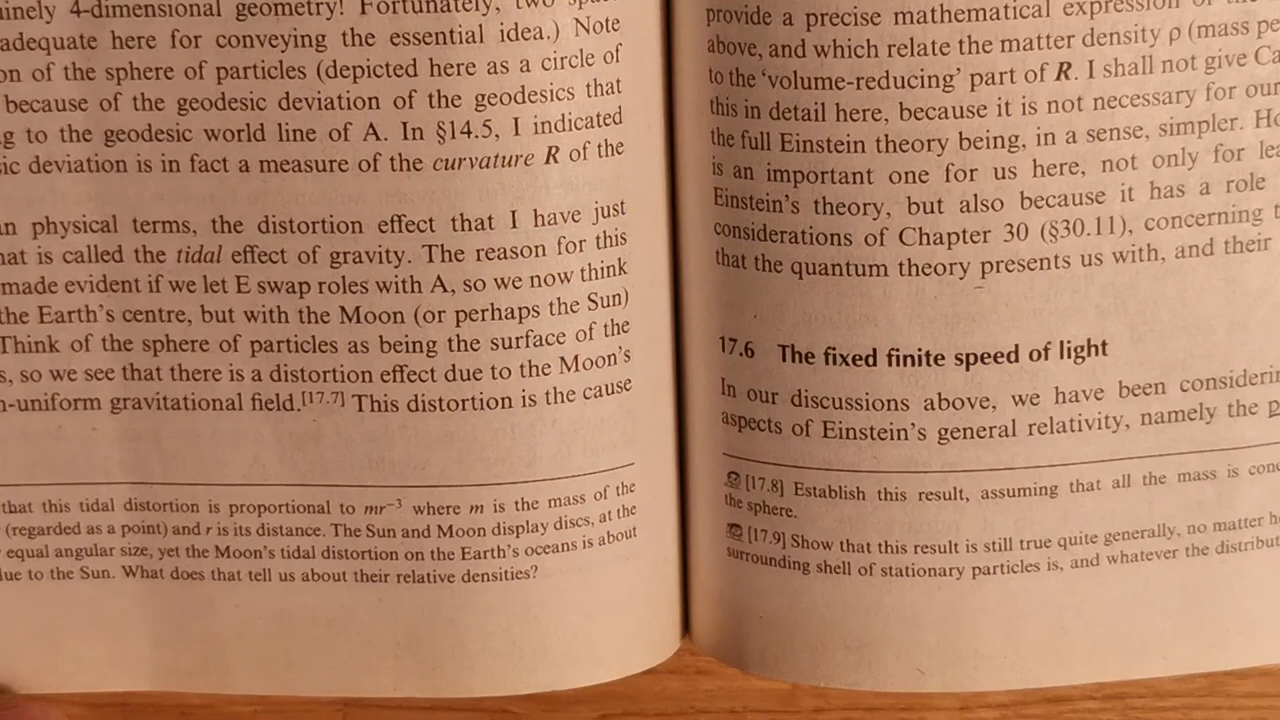 4-dimensional geometry! Fortunately, two
adequate here for conveying the essential idea.) Note
on of the sphere of particles (depicted here as a circle of
because of the geodesic deviation of the geodesics that
g to the geodesic world line of A. In §14.5, I indicated
sic deviation is in fact a measure of the curvature R of the
n physical terms, the distortion effect that I have just
hat is called the tidal effect of gravity. The reason for this
made evident if we let E swap roles with A, so we now think
the Earth's centre, but with the Moon (or perhaps the Sun)
Think of the sphere of particles as being the surface of the
s, so we see that there is a distortion effect due to the Moon's
n-uniform gravitational field.[17.7] This distortion is the cause
that this tidal distortion is proportional to mr⁻³ where m is the mass of the
(regarded as a point) and r is its distance. The Sun and Moon display discs, at the
equal angular size, yet the Moon's tidal distortion on the Earth's oceans is about
due to the Sun. What does that tell us about their relative densities?
provide a precise mathematical expression
above, and which relate the matter density ρ (mass pe
to the 'volume-reducing' part of R. I shall not give Ca
this in detail here, because it is not necessary for our
the full Einstein theory being, in a sense, simpler. Ho
is an important one for us here, not only for lea
Einstein's theory, but also because it has a role
considerations of Chapter 30 (§30.11), concerning t
that the quantum theory presents us with, and their
17.6 The fixed finite speed of light
In our discussions above, we have been considerin
aspects of Einstein's general relativity, namely the p
[17.8] Establish this result, assuming that all the mass is conc
the sphere.
[17.9] Show that this result is still true quite generally, no matter h
surrounding shell of stationary particles is, and whatever the distribut